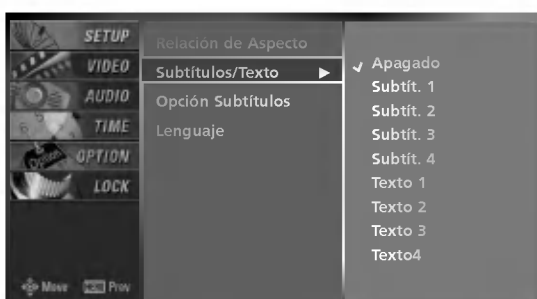 SETUP
VIDEO
AUDIO
TIME
OPTION
LOCK
Move MENU Prev
Relación de Aspecto
Subtítulos/Texto ▶
Opción Subtítulos
Lenguaje
✓ Apagado
Subtít. 1
Subtít. 2
Subtít. 3
Subtít. 4
Texto 1
Texto 2
Texto 3
Texto4